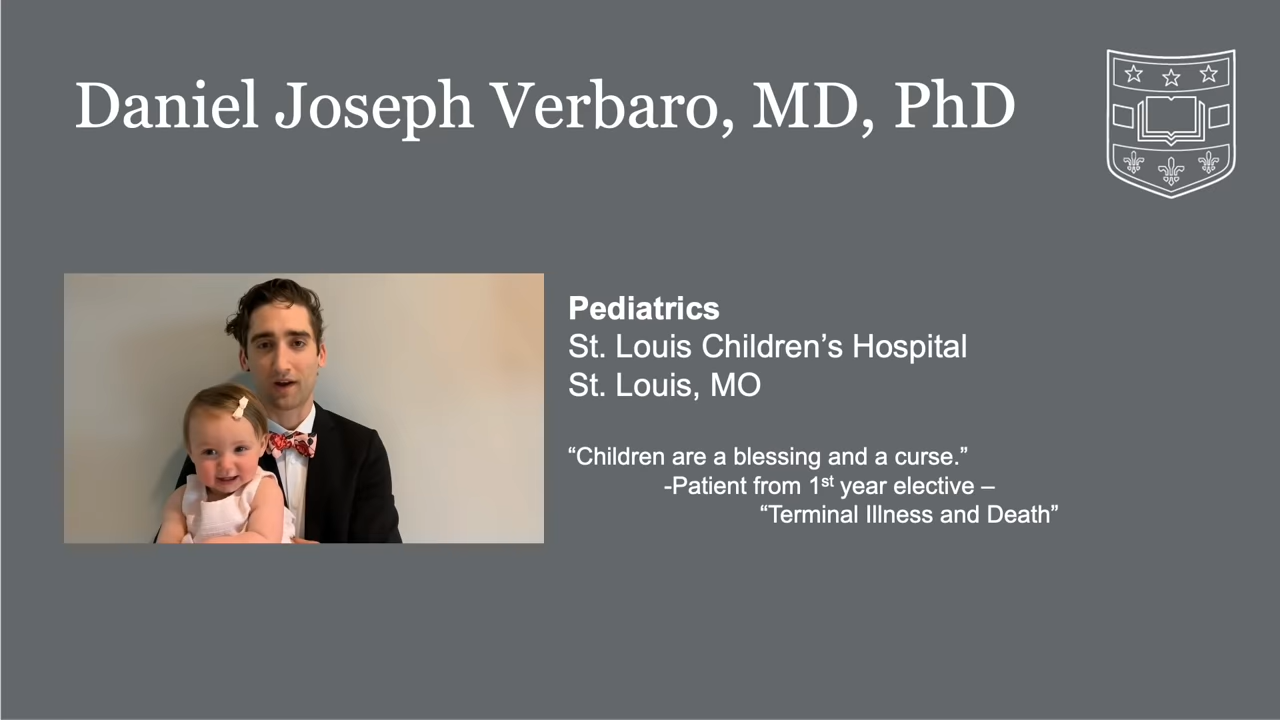 Daniel Joseph Verbaro, MD, PhD
Pediatrics
St. Louis Children’s Hospital
St. Louis, MO
“Children are a blessing and a curse.”
-Patient from 1st year elective –
“Terminal Illness and Death”